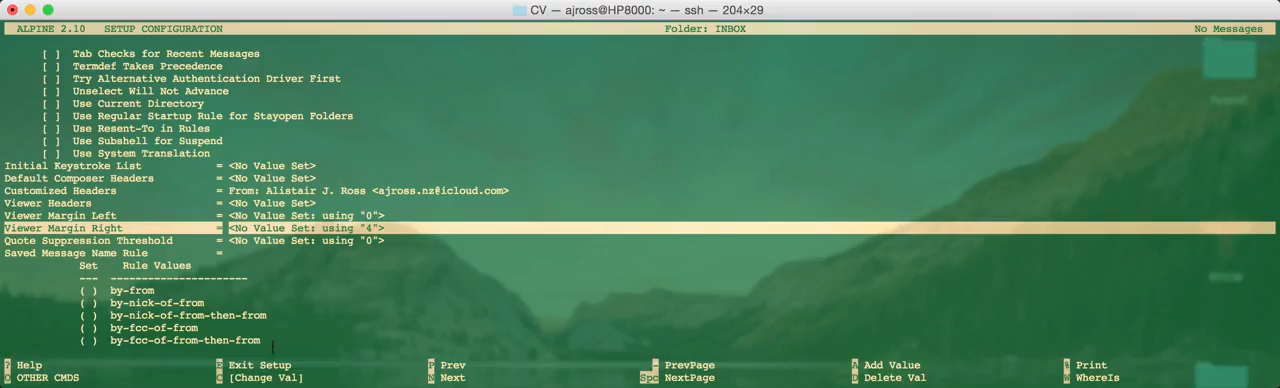 CV — ajross@HP8000: ~ — ssh — 204×29
ALPINE 2.10 SETUP CONFIGURATION Folder: INBOX No Messages
[ ] Tab Checks for Recent Messages
[ ] Termdef Takes Precedence
[ ] Try Alternative Authentication Driver First
[ ] Unselect Will Not Advance
[ ] Use Current Directory
[ ] Use Regular Startup Rule for Stayopen Folders
[ ] Use Resent-To in Rules
[ ] Use Subshell for Suspend
[ ] Use System Translation
Initial Keystroke List = <No Value Set>
Default Composer Headers = <No Value Set>
Customized Headers = From: Alistair J. Ross <ajross.nz@icloud.com>
Viewer Headers = <No Value Set>
Viewer Margin Left = <No Value Set: using "0">
Viewer Margin Right = <No Value Set: using "4">
Quote Suppression Threshold = <No Value Set: using "0">
Saved Message Name Rule =
Set Rule Values
--- ----------------------
( ) by-from
( ) by-nick-of-from
( ) by-nick-of-from-then-from
( ) by-fcc-of-from
( ) by-fcc-of-from-then-from
? Help E Exit Setup P Prev - PrevPage A Add Value % Print
O OTHER CMDS C [Change Val] N Next Spc NextPage D Delete Val W WhereIs